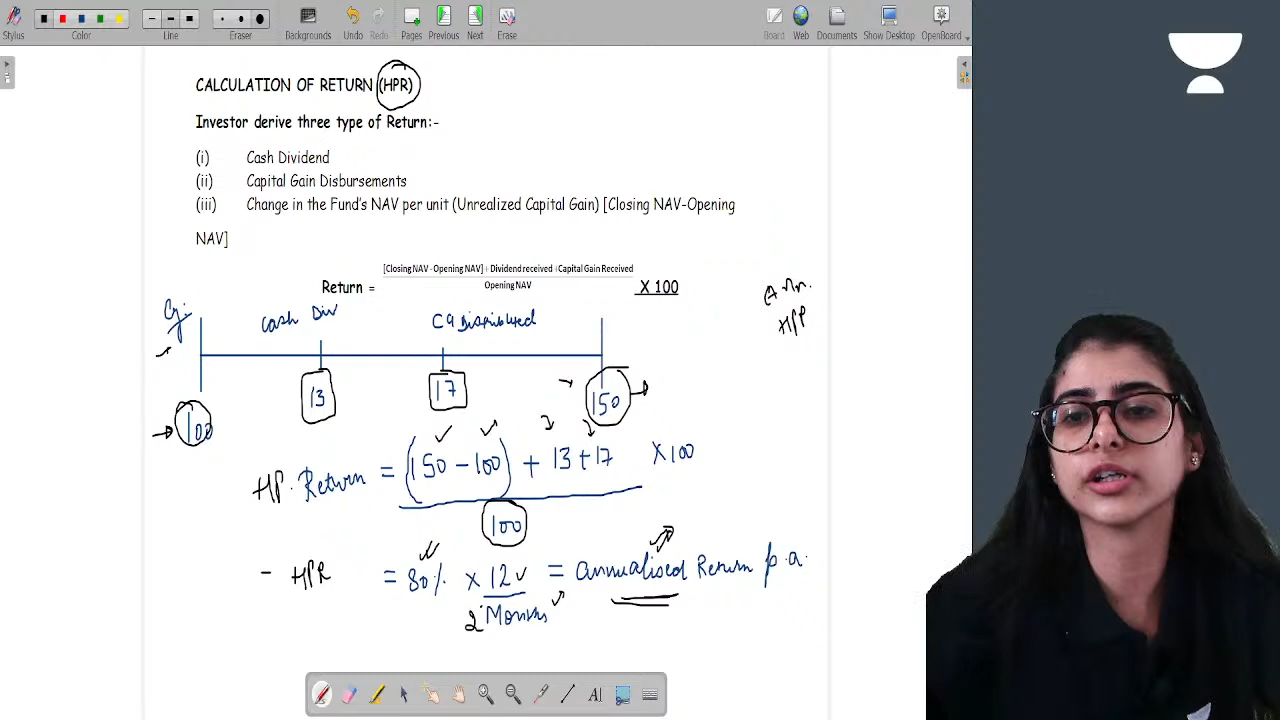 Stylus
Color
Line
Eraser
Backgrounds
Undo
Redo
Pages
Previous
Next
Erase
Board
Web
Documents
Show Desktop
OpenBoard
CALCULATION OF RETURN (HPR)
Investor derive three type of Return:-
(i) Cash Dividend
(ii) Capital Gain Disbursements
(iii) Change in the Fund's NAV per unit (Unrealized Capital Gain) [Closing NAV-Opening
NAV]
[Closing NAV - Opening NAV] + Dividend received + Capital Gain Received
Return = Opening NAV X 100
Cash Div
CG Distributed
HPR
100
13
17
150
HP. Return = (150 - 100) + 13 + 17 X 100
100
- HPR = 80% X 12 = annualised Return p.a.
2 Months